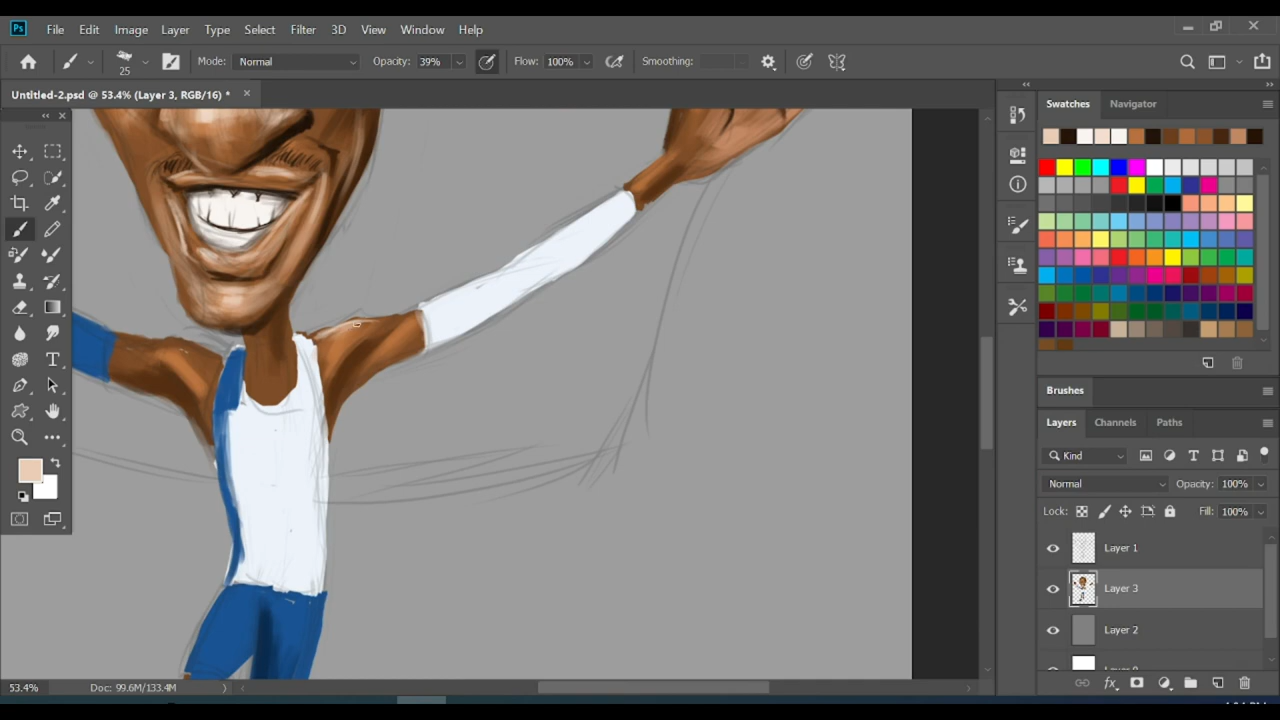 Ps File Edit Image Layer Type Select Filter 3D View Window Help
25 Mode: Normal Opacity: 39% Flow: 100% Smoothing:
Untitled-2.psd @ 53.4% (Layer 3, RGB/16) *
Swatches Navigator
Brushes
Layers Channels Paths
Kind
Normal Opacity: 100%
Lock: Fill: 100%
Layer 1
Layer 3
Layer 2
53.4% Doc: 99.6M/133.4M